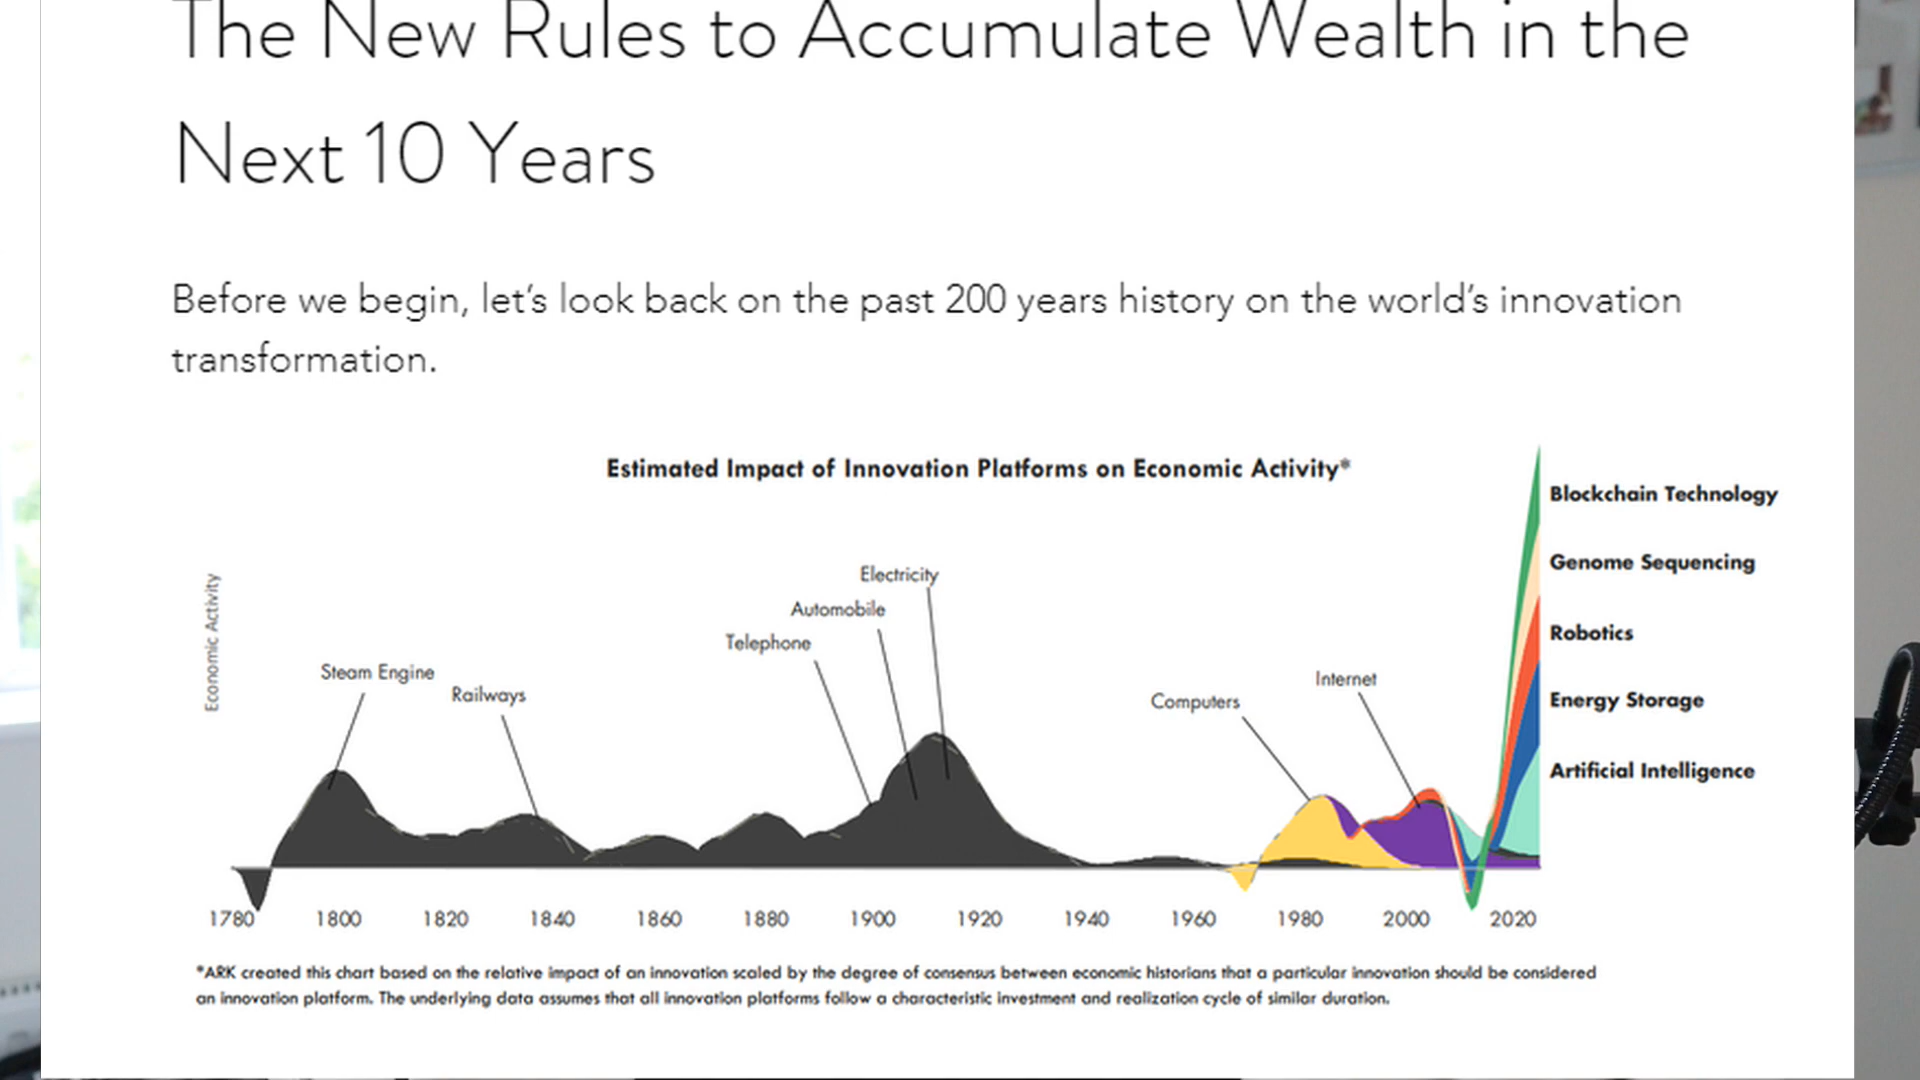 The New Rules to Accumulate Wealth in the
Next 10 Years
Before we begin, let's look back on the past 200 years history on the world's innovation
transformation.
Estimated Impact of Innovation Platforms on Economic Activity*
Blockchain Technology
Genome Sequencing
Electricity
Automobile
Robotics
Telephone
Economic Activity
Steam Engine
Internet
Railways
Computers
Energy Storage
Artificial Intelligence
1780 1800 1820 1840 1860 1880 1900 1920 1940 1960 1980 2000 2020
*ARK created this chart based on the relative impact of an innovation scaled by the degree of consensus between economic historians that a particular innovation should be considered
an innovation platform. The underlying data assumes that all innovation platforms follow a characteristic investment and realization cycle of similar duration.